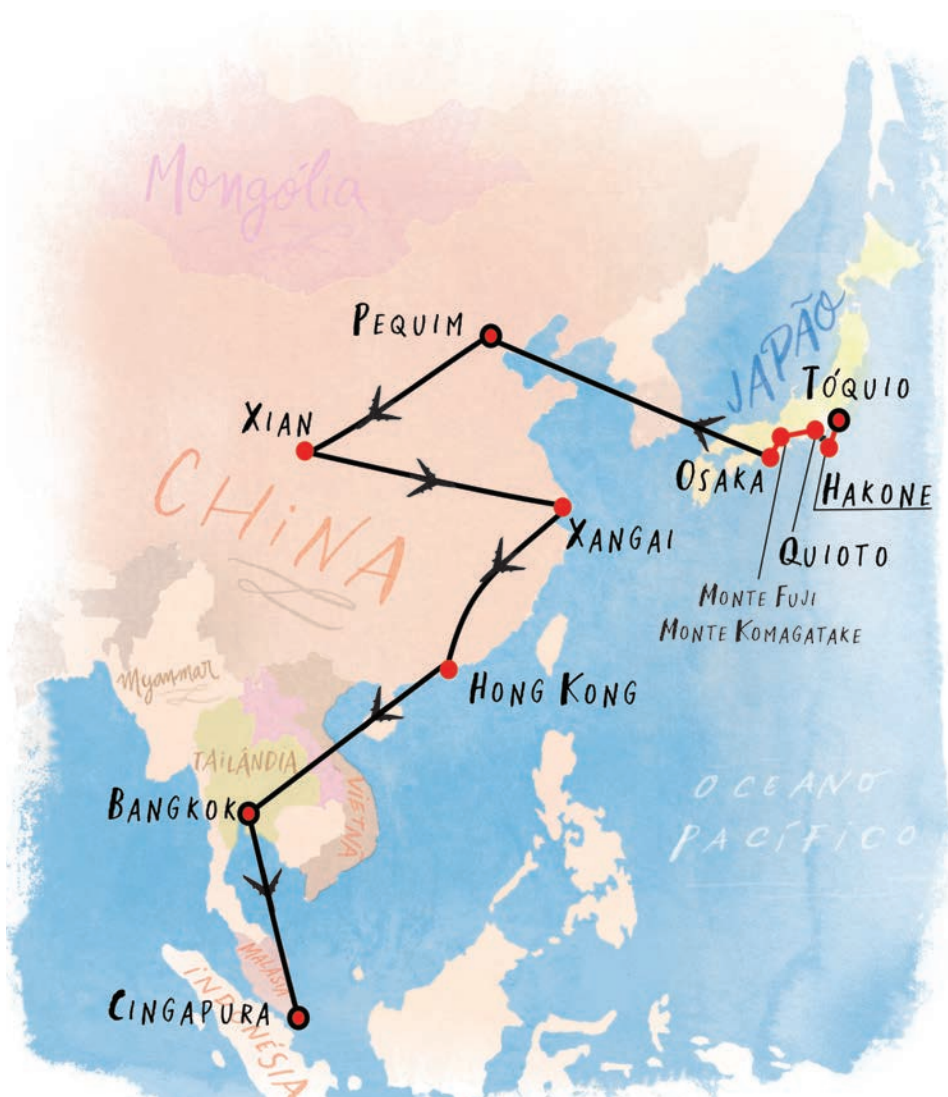 Mongólia
PEQUIM
JAPÃO
TÓQUIO
XIAN
OSAKA
HAKONE
CHiNA
XANGAI
QUIOTO
MONTE FUJI
MONTE KOMAGATAKE
Myanmar
HONG KONG
TAILÂNDIA
OCEANO
PACÍFICO
BANGKOK
VIETNÃ
MALÁSIA
CINGAPURA
iNDONÉSIA